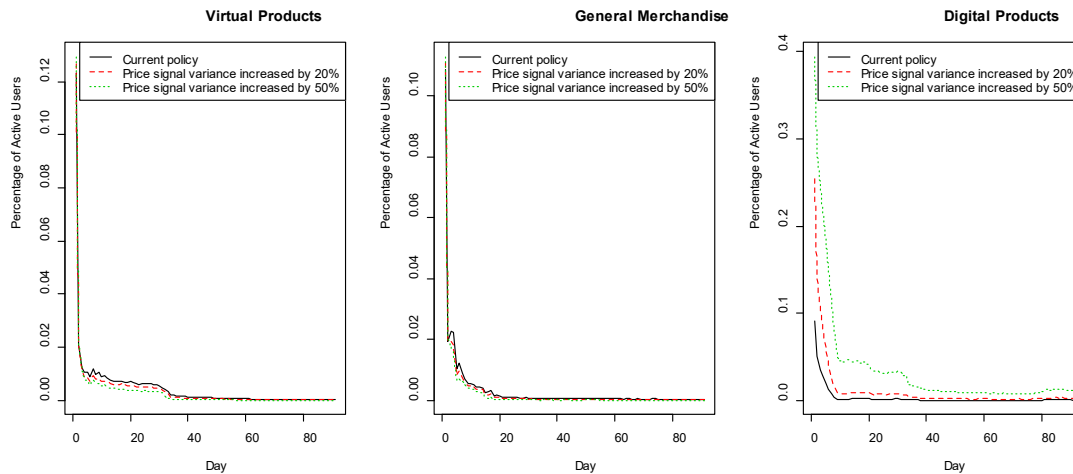 Virtual Products
Current policy
Price signal variance increased by 20%
Price signal variance increased by 50%
Percentage of Active Users
0.00
0.02
0.04
0.06
0.08
0.10
0.12
0
20
40
60
80
Day
General Merchandise
Current policy
Price signal variance increased by 20%
Price signal variance increased by 50%
Percentage of Active Users
0.00
0.02
0.04
0.06
0.08
0.10
0
20
40
60
80
Day
Digital Products
Current policy
Price signal variance increased by 20%
Price signal variance increased by 50%
Percentage of Active Users
0.0
0.1
0.2
0.3
0.4
0
20
40
60
80
Day